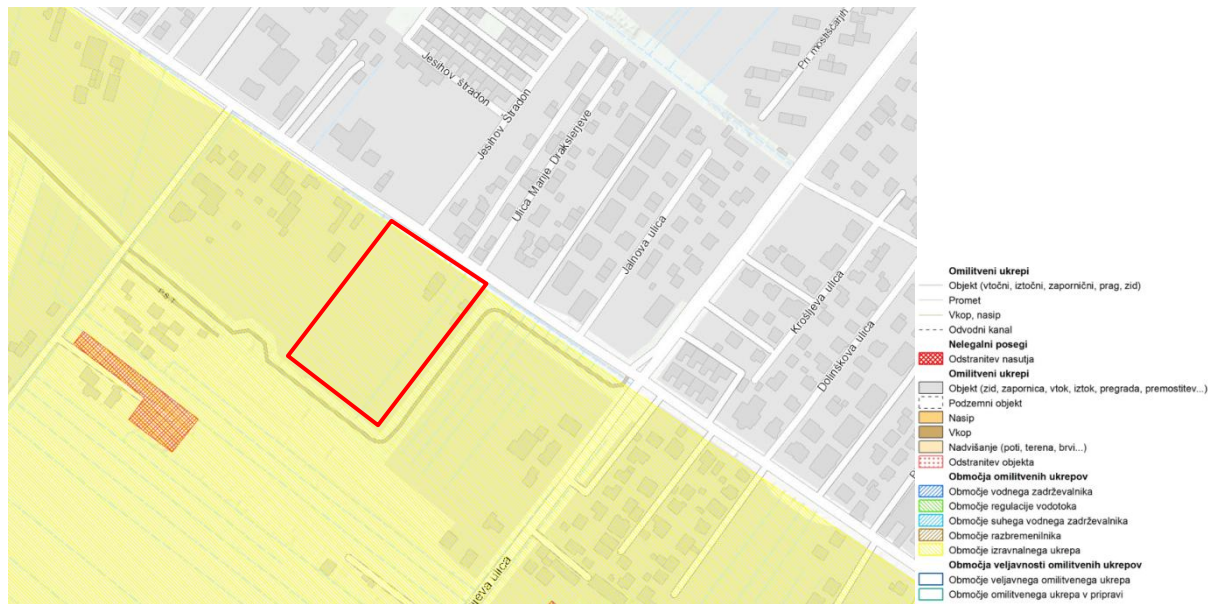 Pri mostiščarjih
Jesihov štradon
Jesihov Štradon
Ulica Marije Drakslerjeve
Jalnova ulica
Krošljeva ulica
Dolinškova ulica
Omilitveni ukrepi
Objekt (vtočni, iztočni, zapornični, prag, zid)
Promet
Vkop, nasip
Odvodni kanal
Nelegalni posegi
Odstranitev nasutja
Omilitveni ukrepi
Objekt (zid, zapornica, vtok, iztok, pregrada, premostitev...)
Podzemni objekt
Nasip
Vkop
Nadvišanje (poti, terena, brvi...)
Odstranitev objekta
Območja omilitvenih ukrepov
Območje vodnega zadrževalnika
Območje regulacije vodotoka
Območje suhega vodnega zadrževalnika
Območje razbremenilnika
Območje izravnalnega ukrepa
Območja veljavnosti omilitvenih ukrepov
Območje veljavnega omilitvenega ukrepa
Območje omilitvenega ukrepa v pripravi